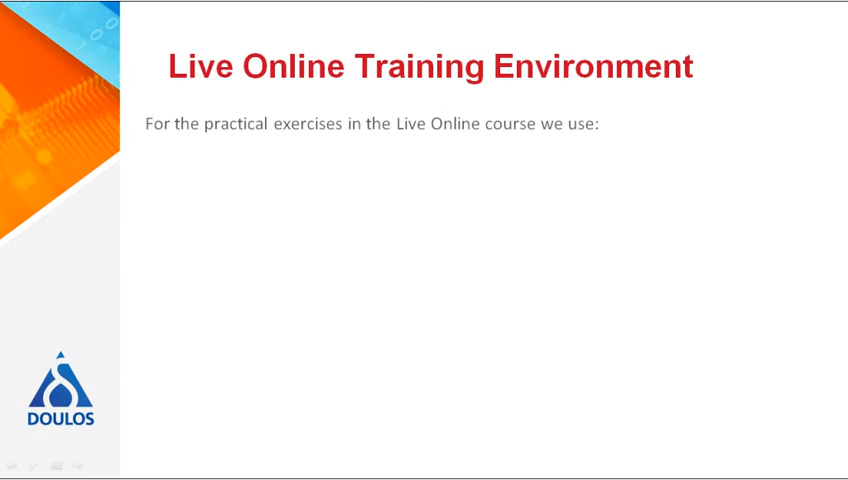 Live Online Training Environment
For the practical exercises in the Live Online course we use:
DOULOS